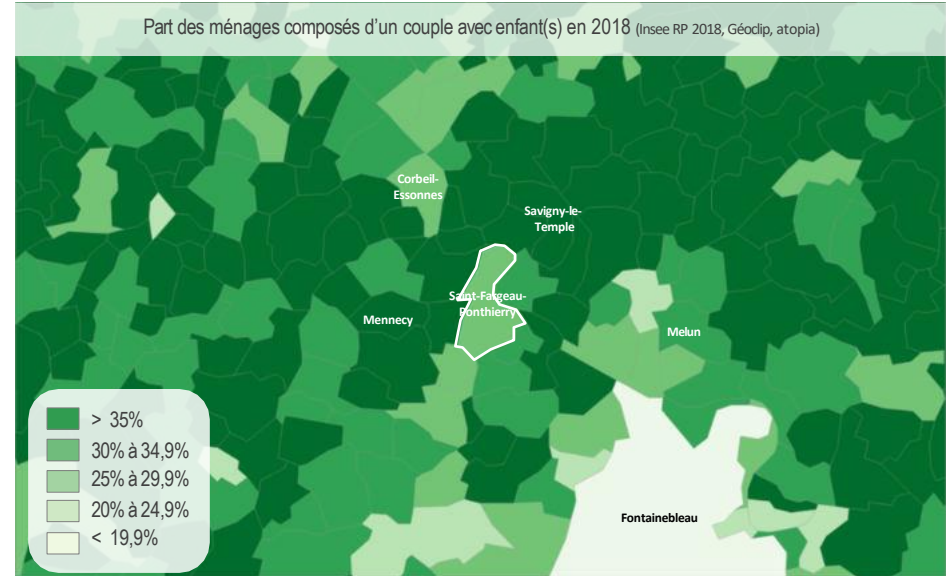 Part des ménages composés d'un couple avec enfant(s) en 2018 (Insee RP 2018, Géoclip, atopia)
Corbeil-
Essonnes
Savigny-le-
Temple
Saint-Fargeau-
Ponthierry
Mennecy
Melun
> 35%
30% à 34,9%
25% à 29,9%
20% à 24,9%
< 19,9%
Fontainebleau